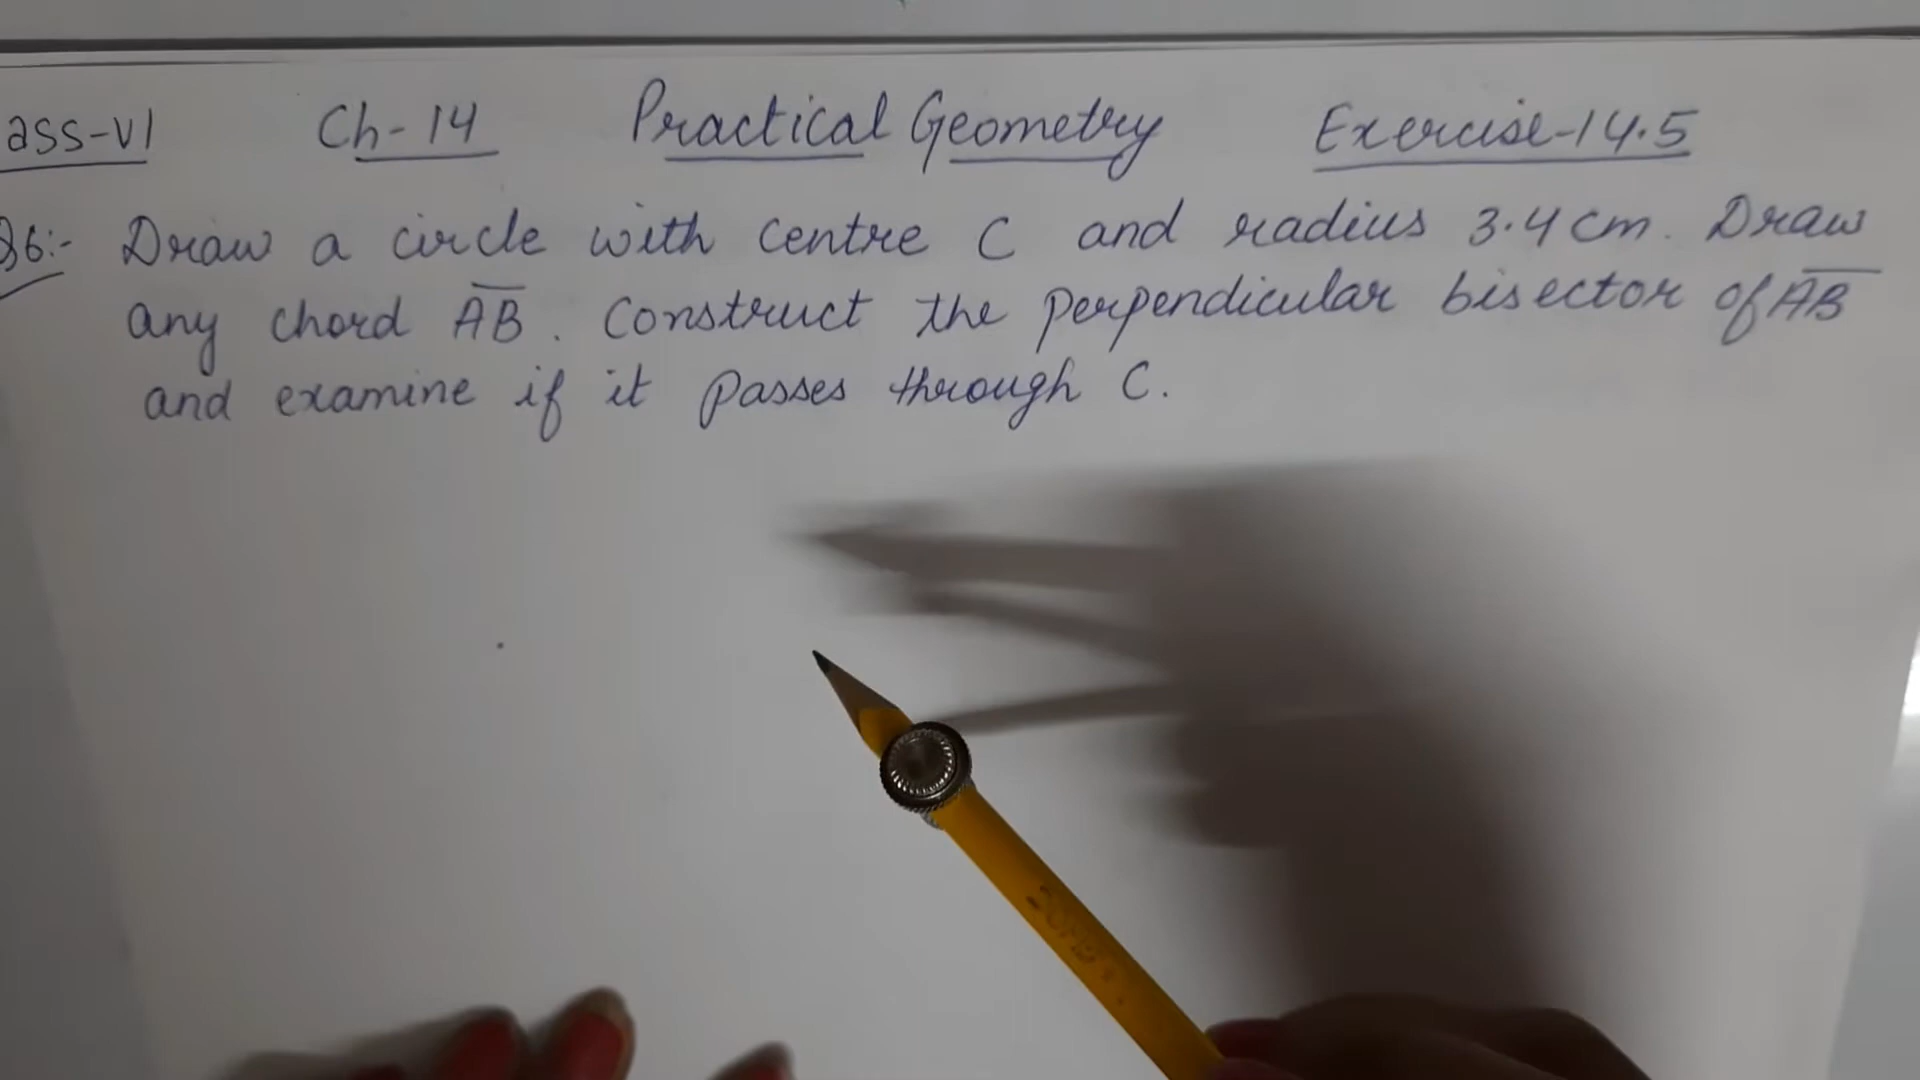 ass-VI Ch-14 Practical Geometry Exercise-14.5
Q6:- Draw a circle with centre C and radius 3.4 cm. Draw
any chord AB. Construct the perpendicular bisector of AB
and examine if it passes through C.